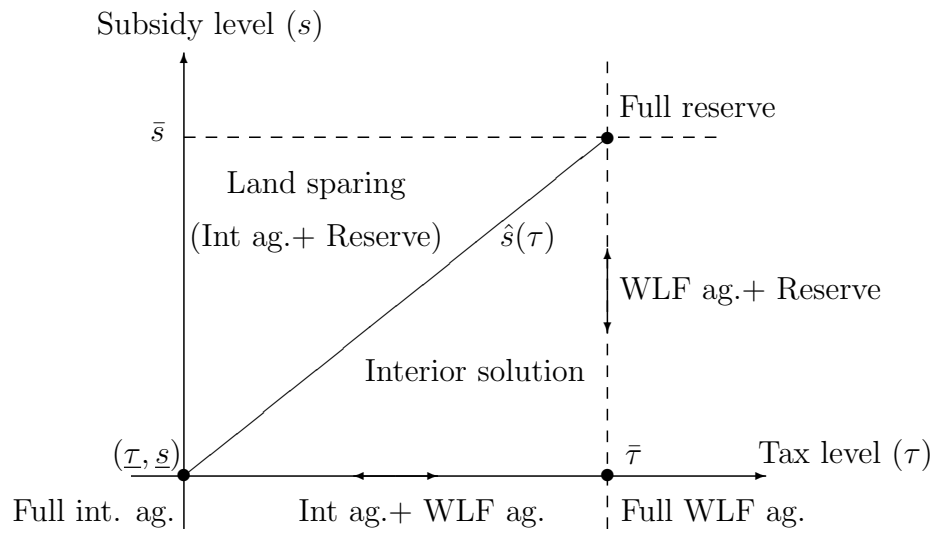 Subsidy level (s)
Full reserve
s̄
Land sparing
(Int ag.+ Reserve)
ŝ(τ)
WLF ag.+ Reserve
Interior solution
(τ̲, s̲)
τ̄
Tax level (τ)
Full int. ag.
Int ag.+ WLF ag.
Full WLF ag.